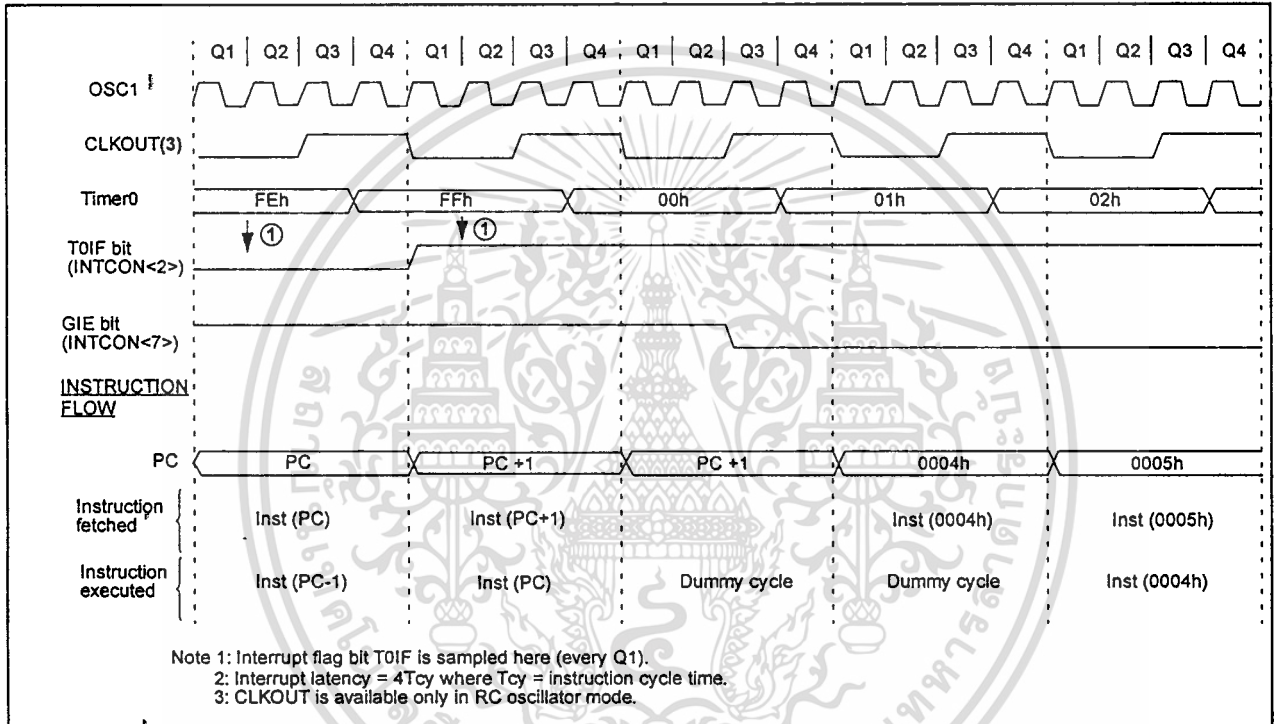 Q1 | Q2 | Q3 | Q4 Q1 | Q2 | Q3 | Q4 Q1 | Q2 | Q3 | Q4 Q1 | Q2 | Q3 | Q4 Q1 | Q2 | Q3 | Q4
OSC1
CLKOUT(3)
Timer0 FEh FFh 00h 01h 02h
① ①
T0IF bit
(INTCON<2>)
GIE bit
(INTCON<7>)
INSTRUCTION
FLOW
PC PC PC +1 PC +1 0004h 0005h
Instruction
fetched
Inst (PC) Inst (PC+1) Inst (0004h) Inst (0005h)
Instruction
executed
Inst (PC-1) Inst (PC) Dummy cycle Dummy cycle Inst (0004h)
Note 1: Interrupt flag bit T0IF is sampled here (every Q1).
2: Interrupt latency = 4Tcy where Tcy = instruction cycle time.
3: CLKOUT is available only in RC oscillator mode.